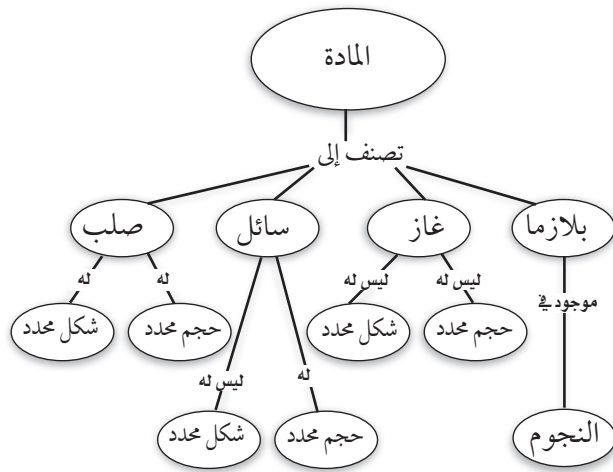 المادة
تصنف إلى
بلازما
غاز
سائل
صلب
موجود في
ليس له
ليس له
له
له
حجم محدد
شكل محدد
حجم محدد
شكل محدد
له
ليس له
النجوم
حجم محدد
شكل محدد